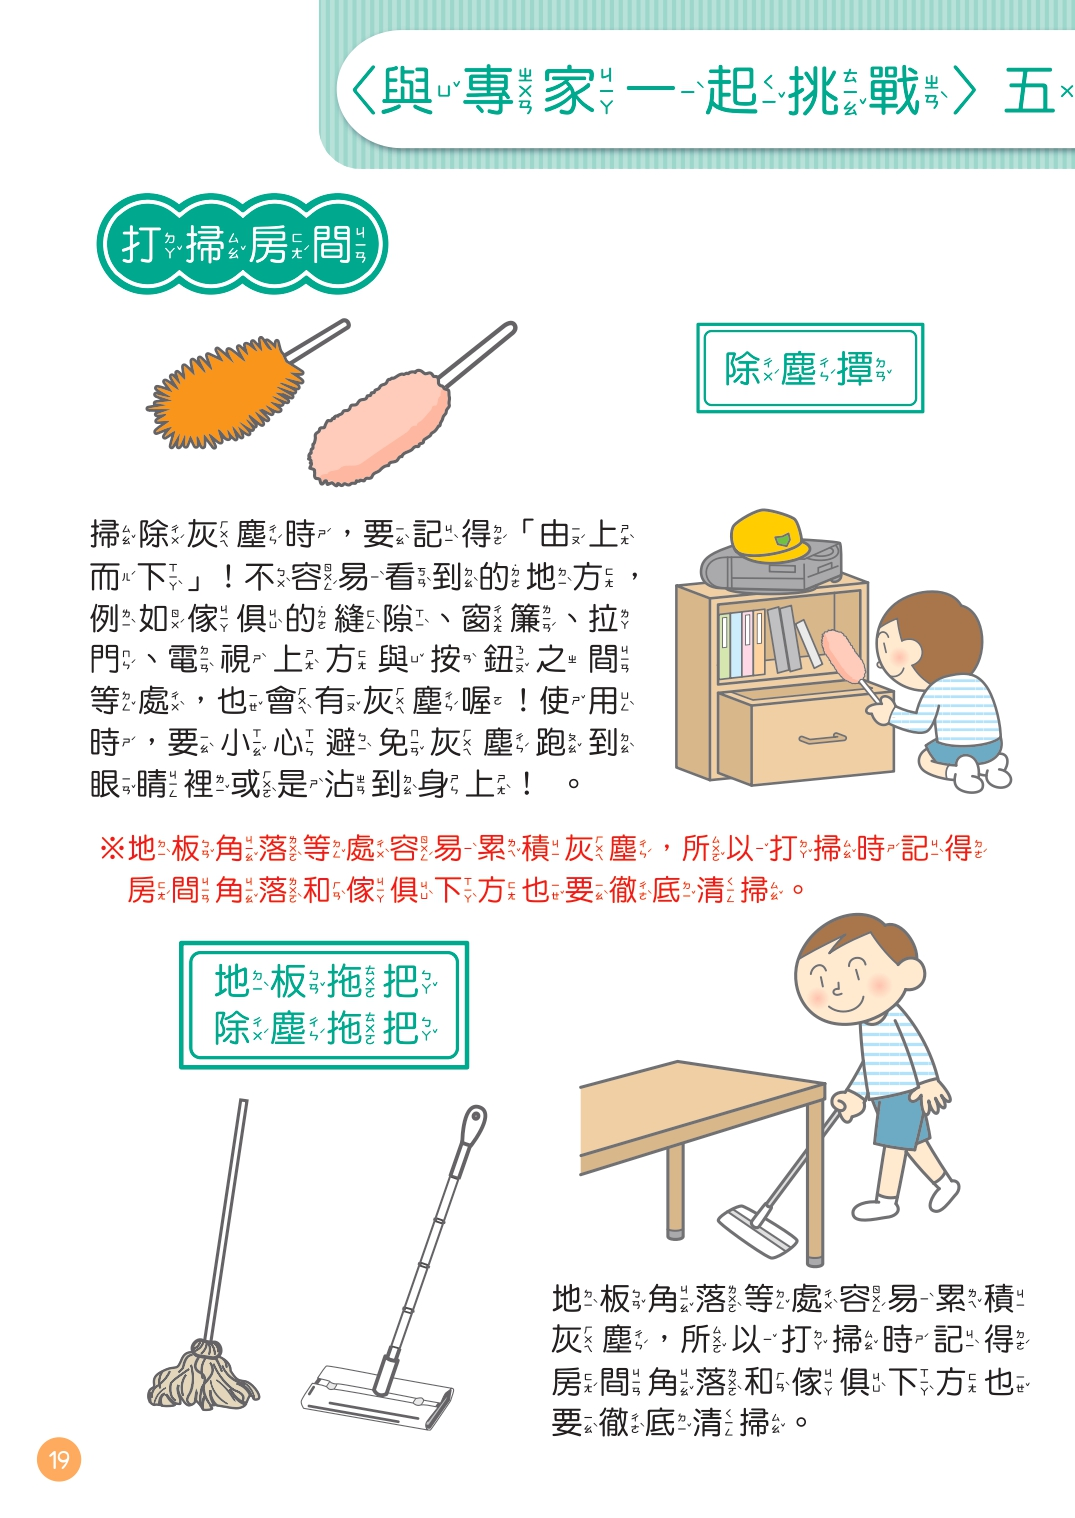 〈與專家一起挑戰〉五
打掃房間
除塵撢
掃除灰塵時，要記得「由上
而下」！不容易看到的地方，
例如傢俱的縫隙、窗簾、拉
門、電視上方與按鈕之間
等處，也會有灰塵喔！使用
時，要小心避免灰塵跑到
眼睛裡或是沾到身上！。
※地板角落等處容易累積灰塵，所以打掃時記得
房間角落和傢俱下方也要徹底清掃。
地板拖把
除塵拖把
地板角落等處容易累積
灰塵，所以打掃時記得
房間角落和傢俱下方也
要徹底清掃。
19